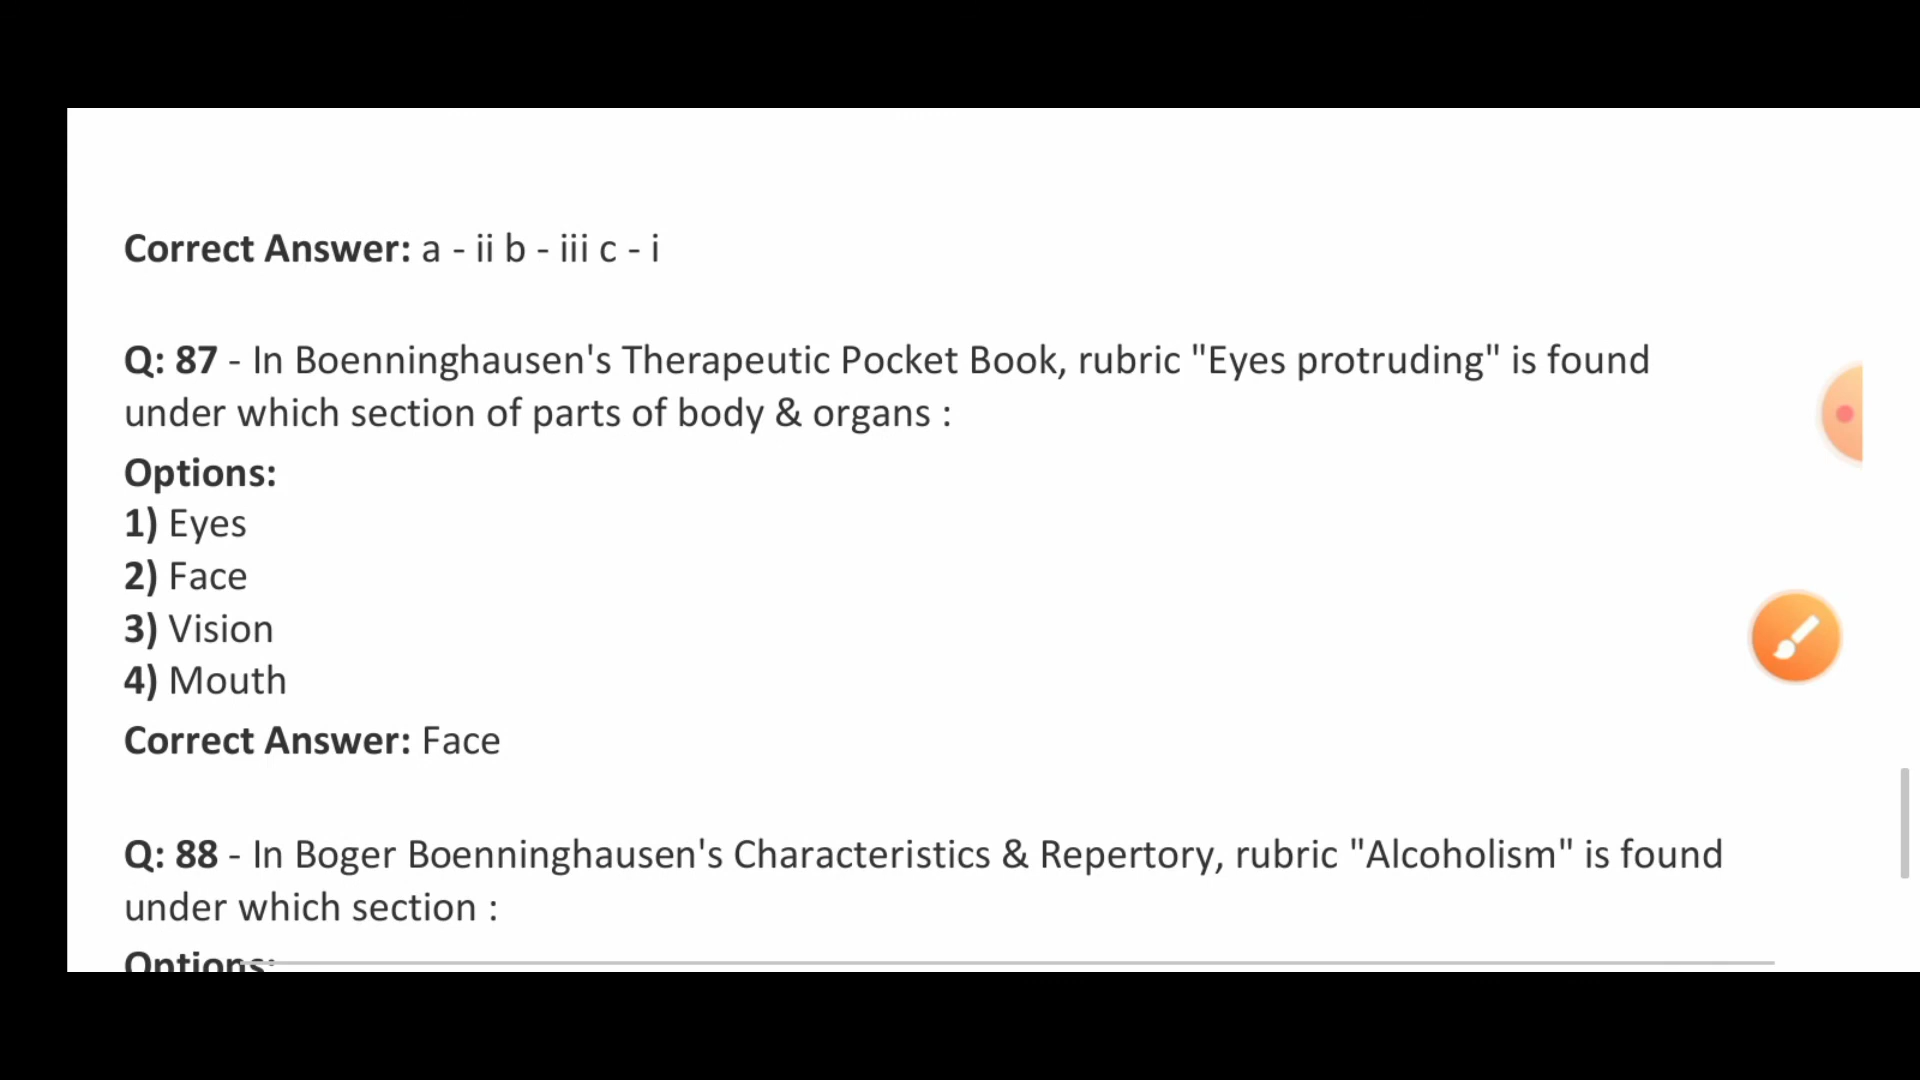 Correct Answer: a - ii b - iii c - i
Q: 87 - In Boenninghausen's Therapeutic Pocket Book, rubric "Eyes protruding" is found
under which section of parts of body & organs :
Options:
1) Eyes
2) Face
3) Vision
4) Mouth
Correct Answer: Face
Q: 88 - In Boger Boenninghausen's Characteristics & Repertory, rubric "Alcoholism" is found
under which section :
Options: